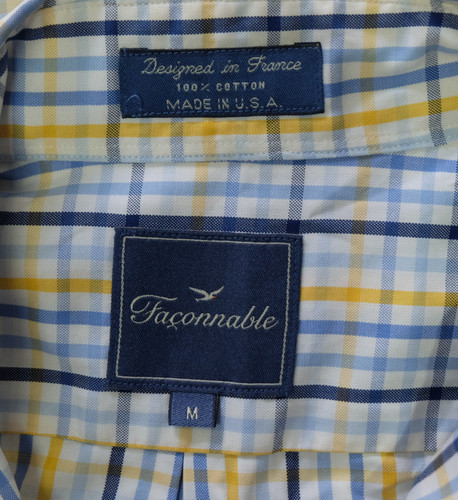 Designed in France
100% COTTON
MADE IN U.S.A.
Façonnable
M